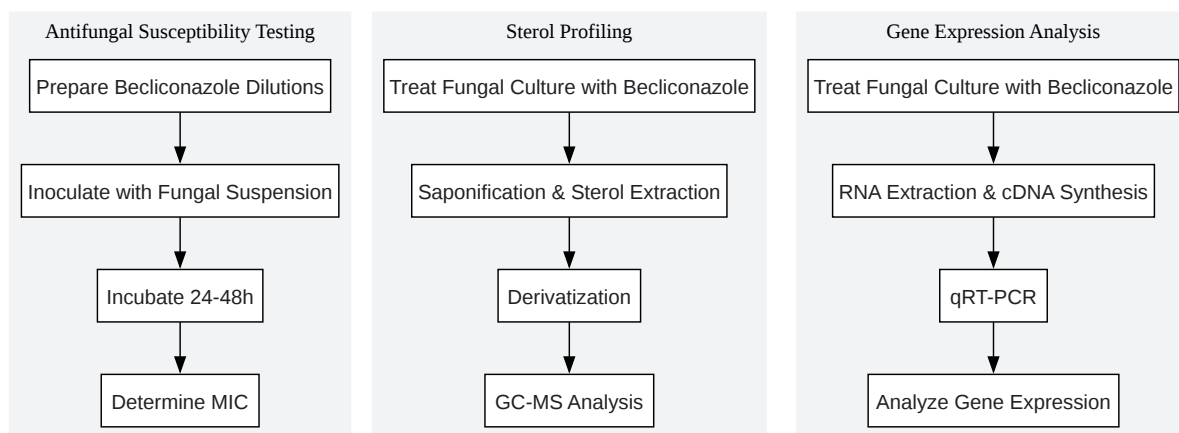 Antifungal Susceptibility Testing
Prepare Becliconazole Dilutions
Inoculate with Fungal Suspension
Incubate 24-48h
Determine MIC
Sterol Profiling
Treat Fungal Culture with Becliconazole
Saponification & Sterol Extraction
Derivatization
GC-MS Analysis
Gene Expression Analysis
Treat Fungal Culture with Becliconazole
RNA Extraction & cDNA Synthesis
qRT-PCR
Analyze Gene Expression